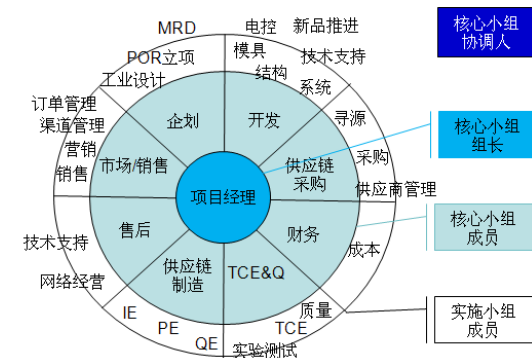 MRD
电控
新品推进
POR立项
模具
技术支持
工业设计
结构
系统
订单管理
渠道管理
营销
销售
企划
开发
寻源
采购
供应商管理
市场/销售
供应链
采购
项目经理
售后
财务
技术支持
网络经营
供应链
制造
TCE&Q
成本
质量
IE
PE
QE
TCE
实验测试
核心小组
协调人
核心小组
组长
核心小组
成员
实施小组
成员